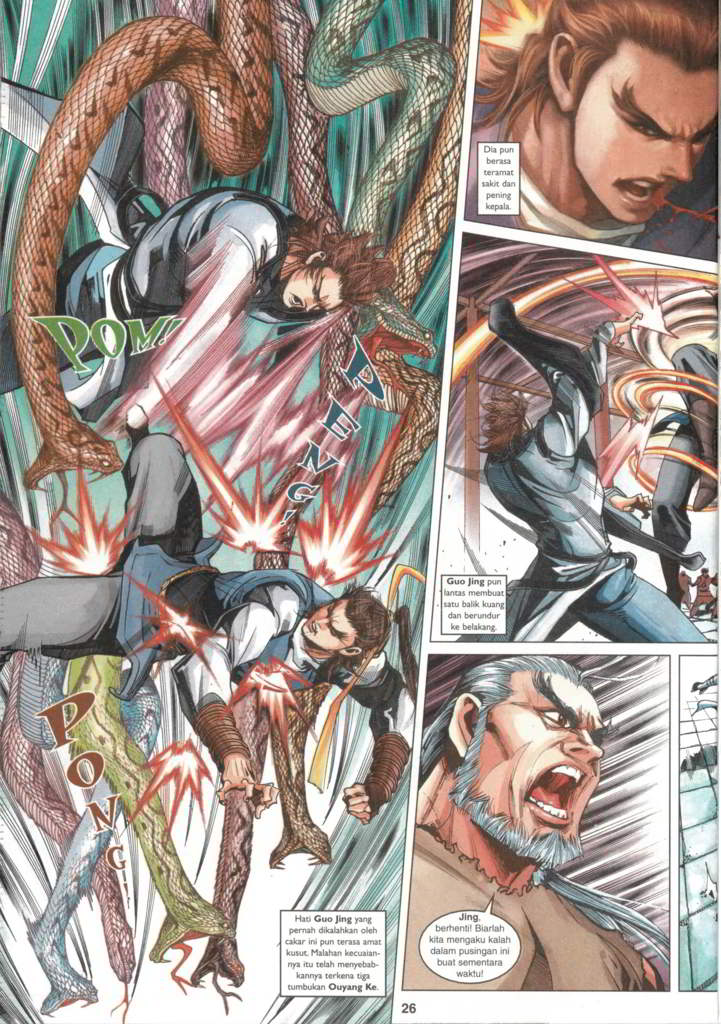 POM!
PENG!
PONG!!
Hati Guo Jing yang
pernah dikalahkan oleh
cakar ini pun terasa amat
kusut. Malahan kecuaian-
nya itu telah menyebab-
kannya terkena tiga
tumbukan Ouyang Ke.
Dia pun
berasa
teramat
sakit dan
pening
kepala.
Guo Jing pun
lantas membuat
satu balik kuang
dan berundur
ke belakang.
Jing,
berhenti! Biarlah
kita mengaku kalah
dalam pusingan ini
buat sementara
waktu!
26